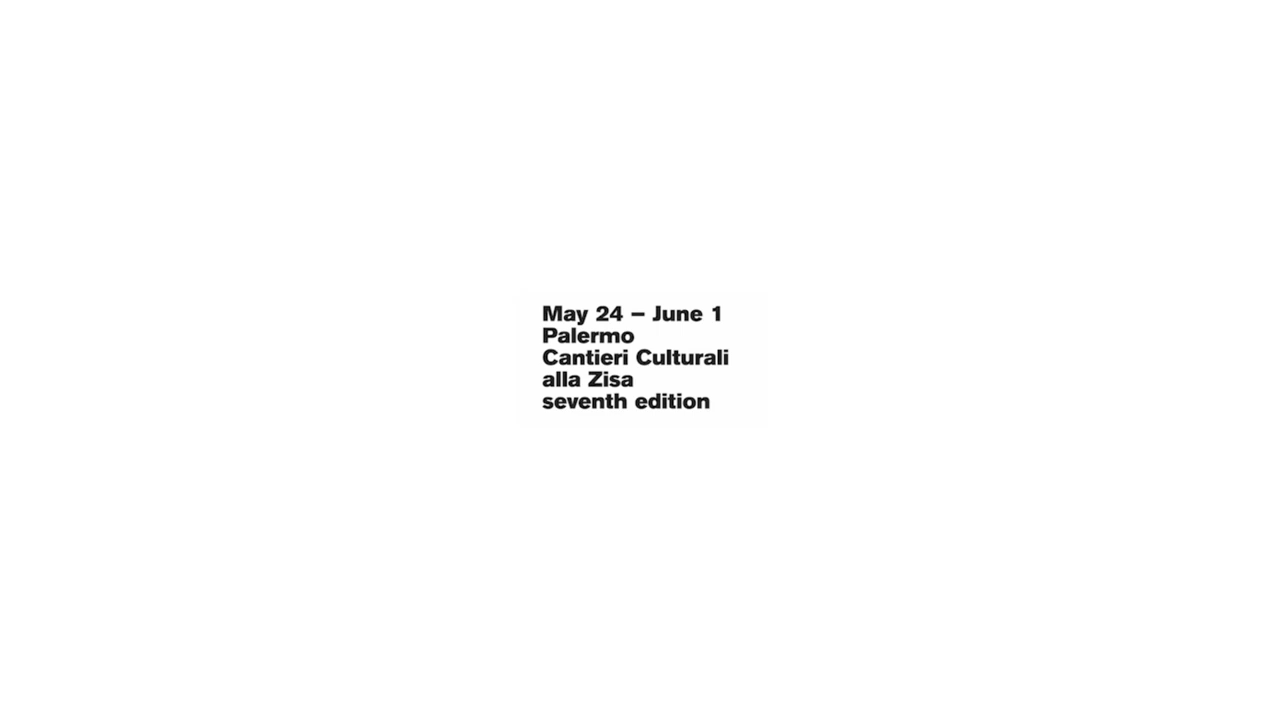 May 24 – June 1
Palermo
Cantieri Culturali
alla Zisa
seventh edition